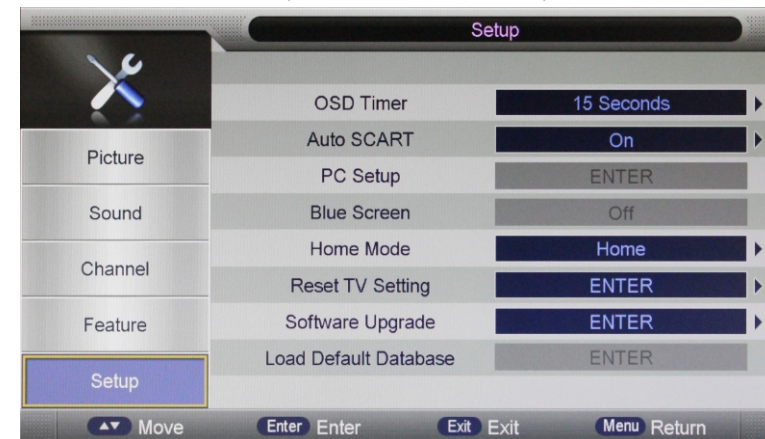 Setup
OSD Timer 15 Seconds
Auto SCART On
PC Setup ENTER
Blue Screen Off
Home Mode Home
Reset TV Setting ENTER
Software Upgrade ENTER
Load Default Database ENTER
Picture
Sound
Channel
Feature
Setup
Move Enter Enter Exit Exit Menu Return